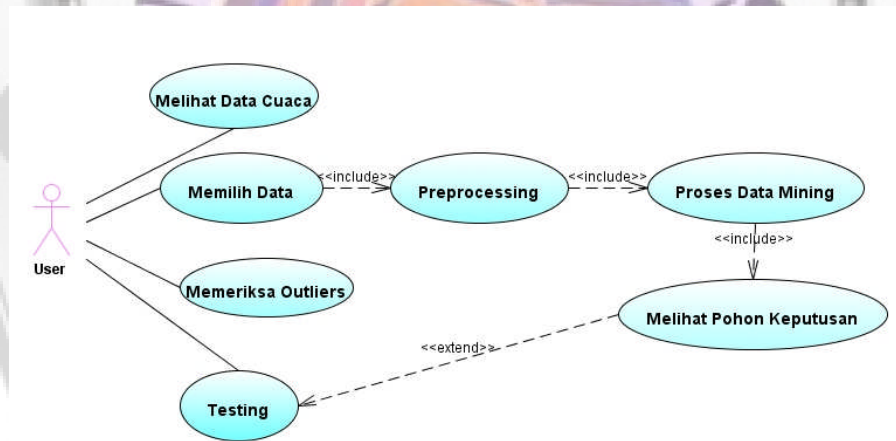 Melihat Data Cuaca
Memilih Data
<<include>>
Preprocessing
<<include>>
Proses Data Mining
<<include>>
User
Memeriksa Outliers
Melihat Pohon Keputusan
<<extend>>
Testing